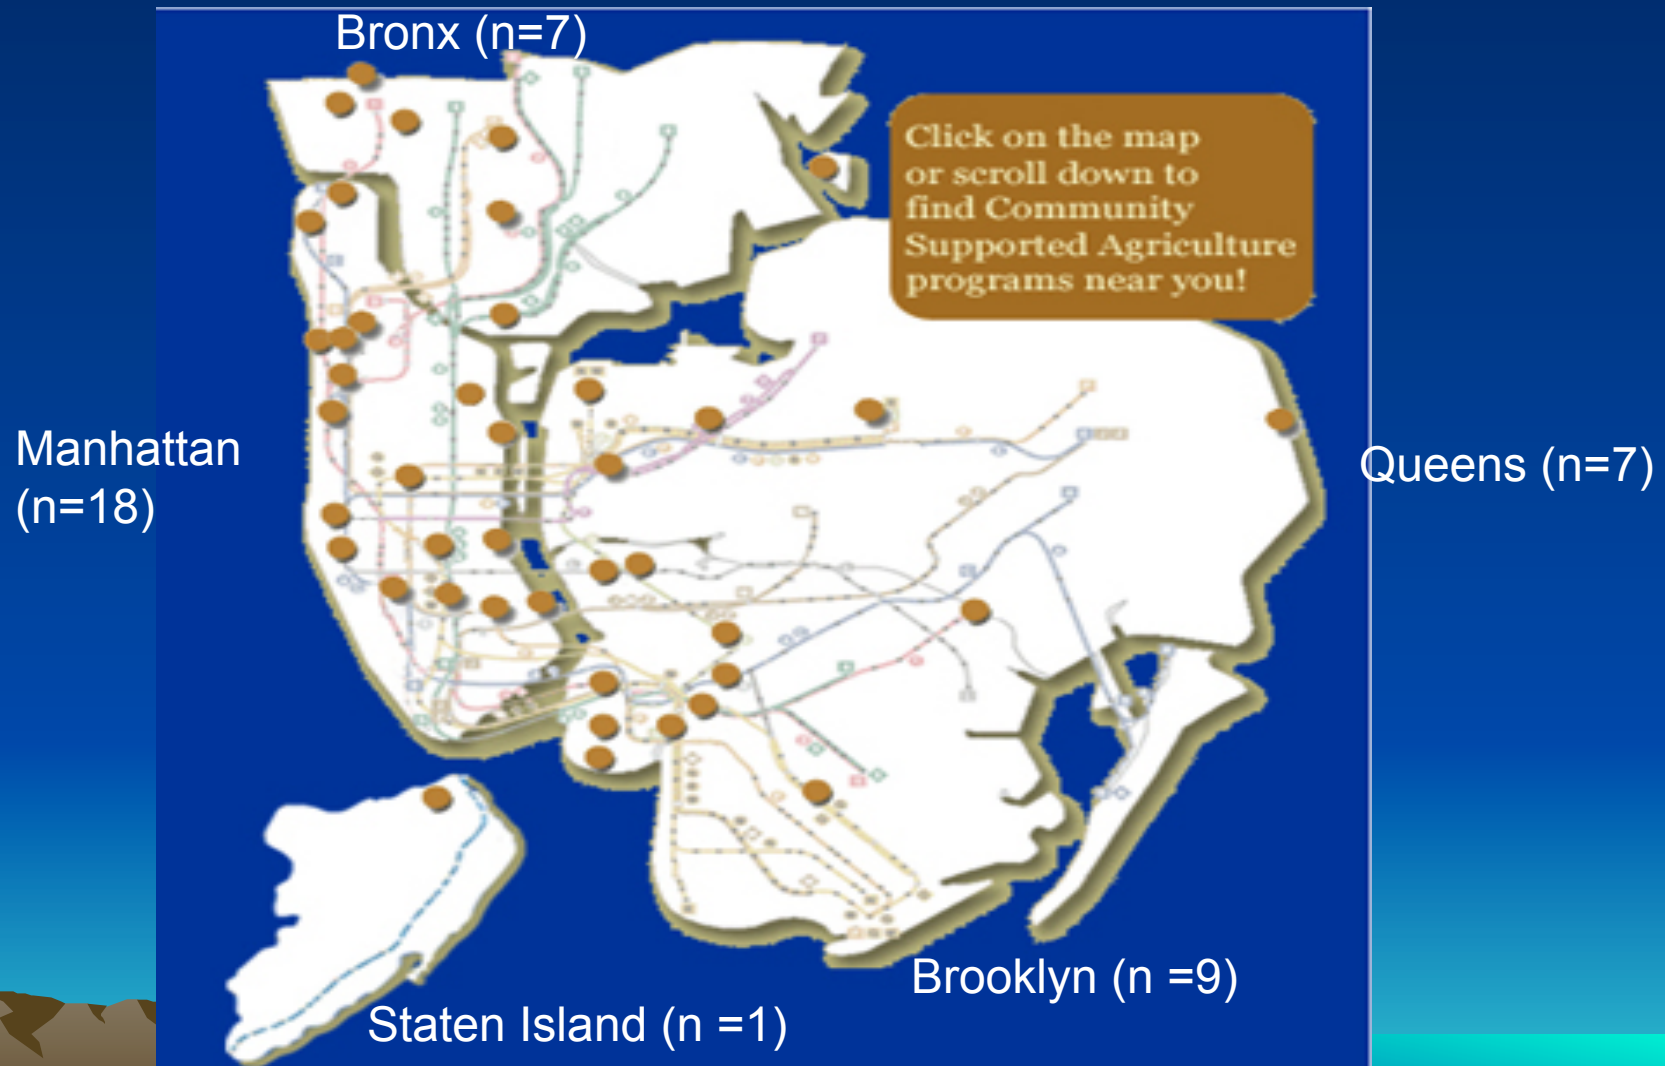 Bronx (n=7)
Click on the map
or scroll down to
find Community
Supported Agriculture
programs near you!
Manhattan
(n=18)
Queens (n=7)
Brooklyn (n =9)
Staten Island (n =1)